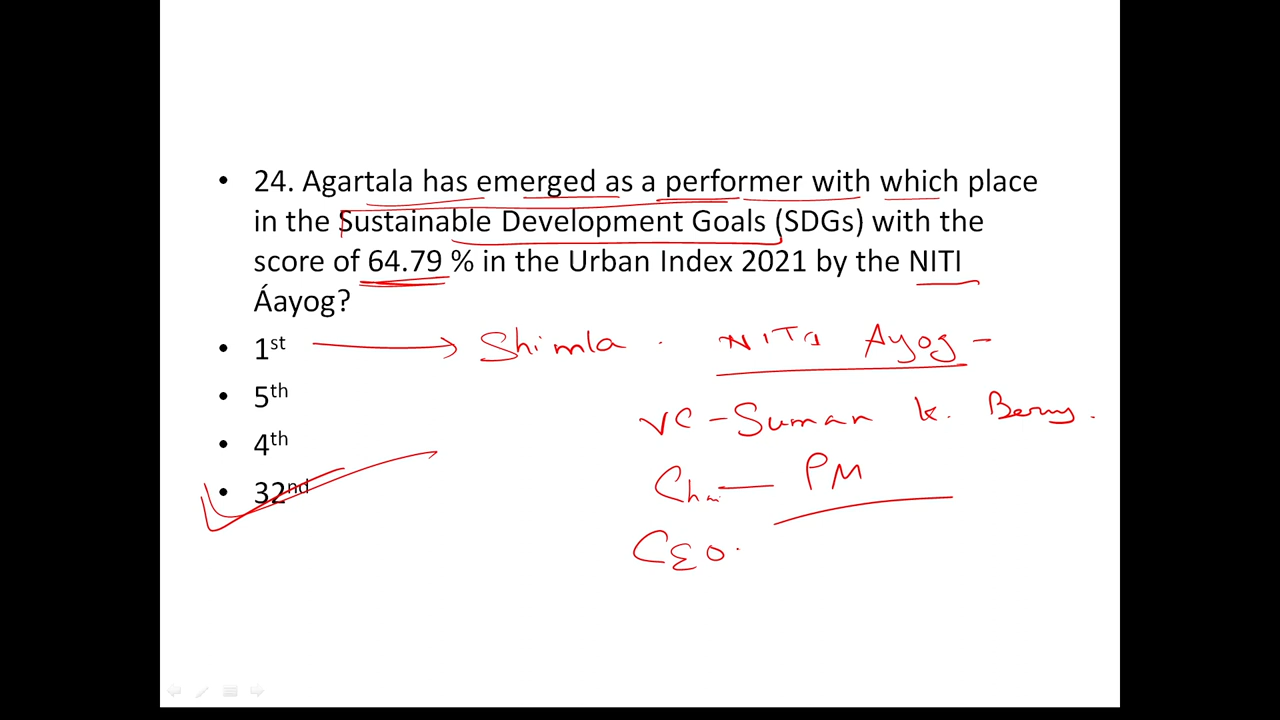 • 24. Agartala has emerged as a performer with which place
in the Sustainable Development Goals (SDGs) with the
score of 64.79 % in the Urban Index 2021 by the NITI
Áayog?
• 1st → Shimla . NITI Ayog -
• 5th
VC - Suman K. Bery.
• 4th
Chai — PM
• 32nd
CEO.